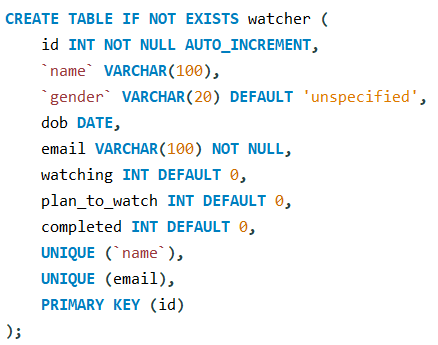 CREATE TABLE IF NOT EXISTS watcher (
    id INT NOT NULL AUTO_INCREMENT,
    `name` VARCHAR(100),
    `gender` VARCHAR(20) DEFAULT 'unspecified',
    dob DATE,
    email VARCHAR(100) NOT NULL,
    watching INT DEFAULT 0,
    plan_to_watch INT DEFAULT 0,
    completed INT DEFAULT 0,
    UNIQUE (`name`),
    UNIQUE (email),
    PRIMARY KEY (id)
);